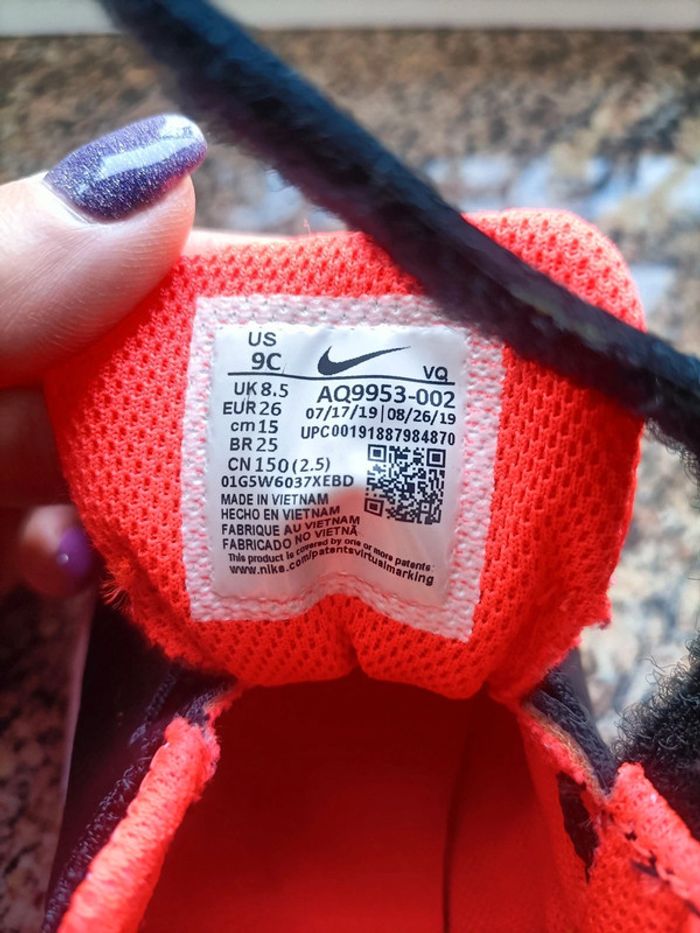 US
9C
VQ
UK 8.5
EUR 26
cm 15
BR 25
CN 150 (2.5)
AQ9953-002
07/17/19|08/26/19
UPC00191887984870
01G5W6037XEBD
MADE IN VIETNAM
HECHO EN VIETNAM
FABRIQUE AU VIETNAM
FABRICADO NO VIETNÃ
This product is covered by one or more patents
www.nike.com/patentsvirtualmarking